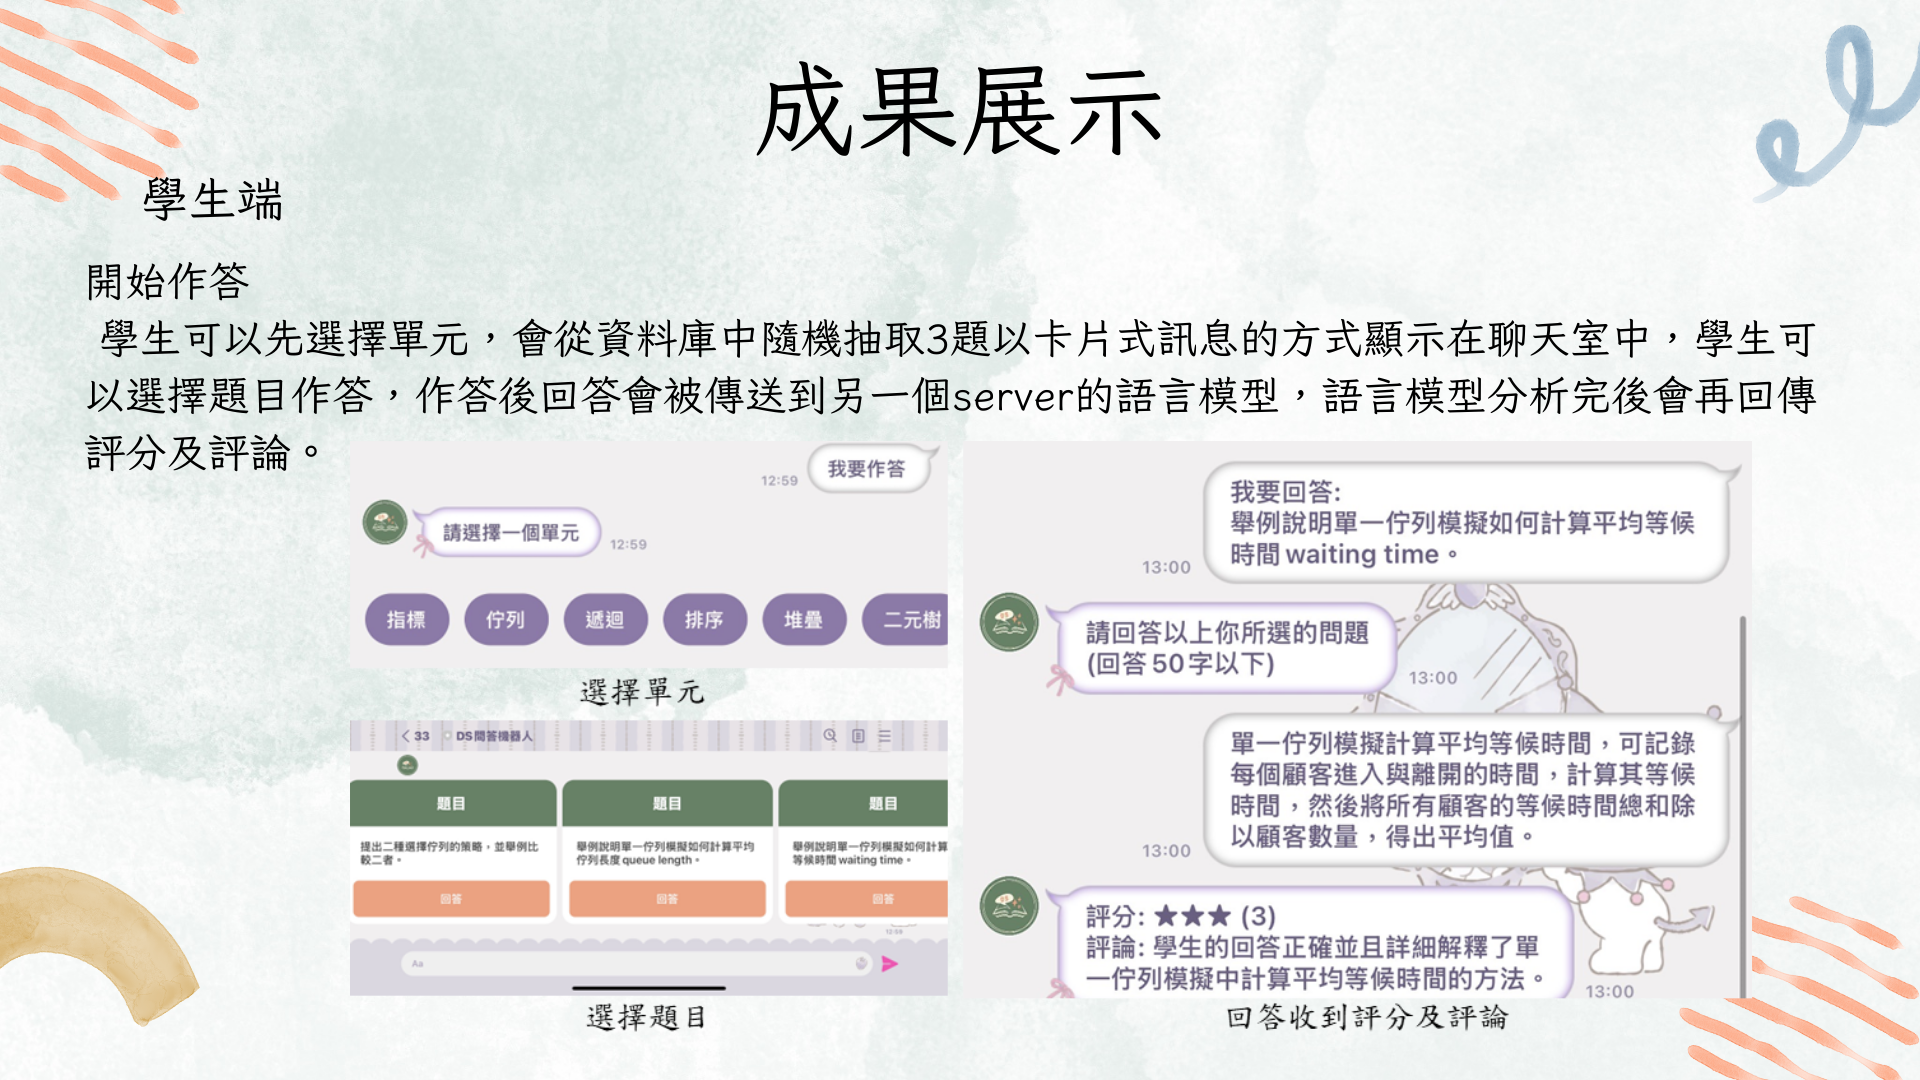 成果展示
學生端
開始作答
學生可以先選擇單元，會從資料庫中隨機抽取3題以卡片式訊息的方式顯示在聊天室中，學生可
以選擇題目作答，作答後回答會被傳送到另一個server的語言模型，語言模型分析完後會再回傳
評分及評論。
我要作答
12:59
請選擇一個單元
12:59
指標
佇列
遞迴
排序
堆疊
二元樹
選擇單元
33
DS問答機器人
題目
提出二種選擇佇列的策略，並舉例比
較二者。
回答
題目
舉例說明單一佇列模擬如何計算平均
佇列長度 queue length。
回答
題目
舉例說明單一佇列模擬如何計算
等候時間 waiting time。
回答
12:59
Aa
選擇題目
我要回答:
舉例說明單一佇列模擬如何計算平均等候
時間 waiting time。
13:00
請回答以上你所選的問題
(回答 50 字以下)
13:00
單一佇列模擬計算平均等候時間，可記錄
每個顧客進入與離開的時間，計算其等候
時間，然後將所有顧客的等候時間總和除
以顧客數量，得出平均值。
13:00
評分: ★★★ (3)
評論: 學生的回答正確並且詳細解釋了單
一佇列模擬中計算平均等候時間的方法。
13:00
回答收到評分及評論